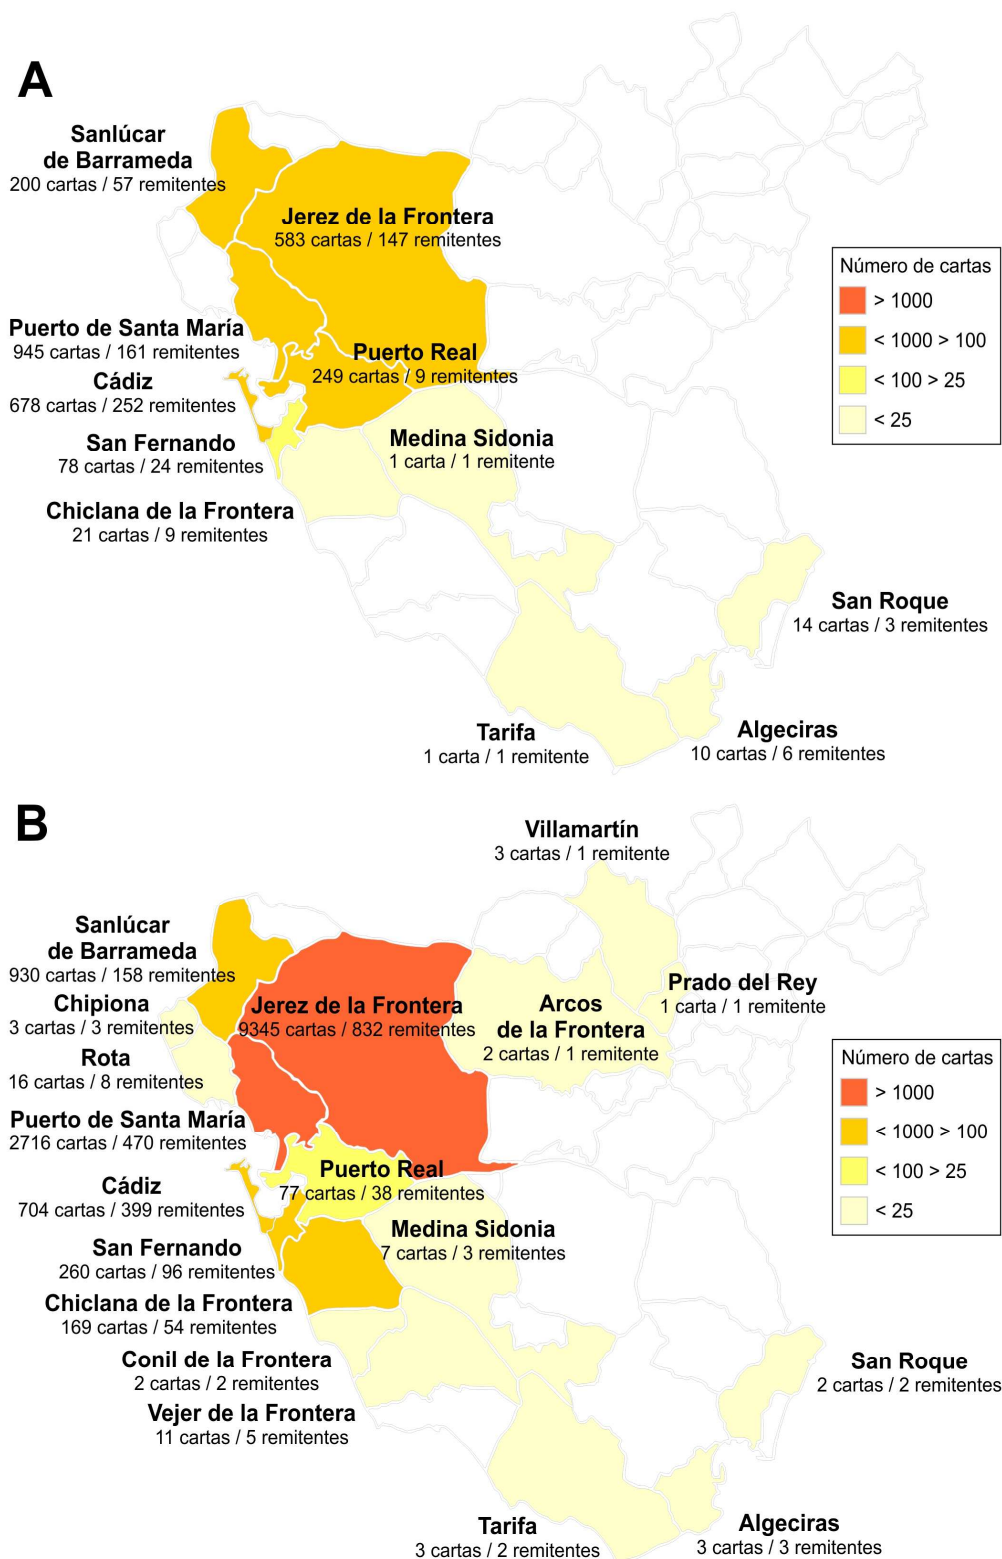 A
Sanlúcar
de Barrameda
200 cartas / 57 remitentes
Jerez de la Frontera
583 cartas / 147 remitentes
Número de cartas
> 1000
< 1000 > 100
< 100 > 25
< 25
Puerto de Santa María
945 cartas / 161 remitentes
Puerto Real
249 cartas / 9 remitentes
Cádiz
678 cartas / 252 remitentes
San Fernando
78 cartas / 24 remitentes
Medina Sidonia
1 carta / 1 remitente
Chiclana de la Frontera
21 cartas / 9 remitentes
San Roque
14 cartas / 3 remitentes
Tarifa
1 carta / 1 remitente
Algeciras
10 cartas / 6 remitentes
B
Villamartín
3 cartas / 1 remitente
Sanlúcar
de Barrameda
930 cartas / 158 remitentes
Chipiona
3 cartas / 3 remitentes
Jerez de la Frontera
9345 cartas / 832 remitentes
Arcos
de la Frontera
2 cartas / 1 remitente
Prado del Rey
1 carta / 1 remitente
Número de cartas
> 1000
< 1000 > 100
< 100 > 25
< 25
Rota
16 cartas / 8 remitentes
Puerto de Santa María
2716 cartas / 470 remitentes
Puerto Real
77 cartas / 38 remitentes
Cádiz
704 cartas / 399 remitentes
Medina Sidonia
7 cartas / 3 remitentes
San Fernando
260 cartas / 96 remitentes
Chiclana de la Frontera
169 cartas / 54 remitentes
Conil de la Frontera
2 cartas / 2 remitentes
San Roque
2 cartas / 2 remitentes
Vejer de la Frontera
11 cartas / 5 remitentes
Tarifa
3 cartas / 2 remitentes
Algeciras
3 cartas / 3 remitentes